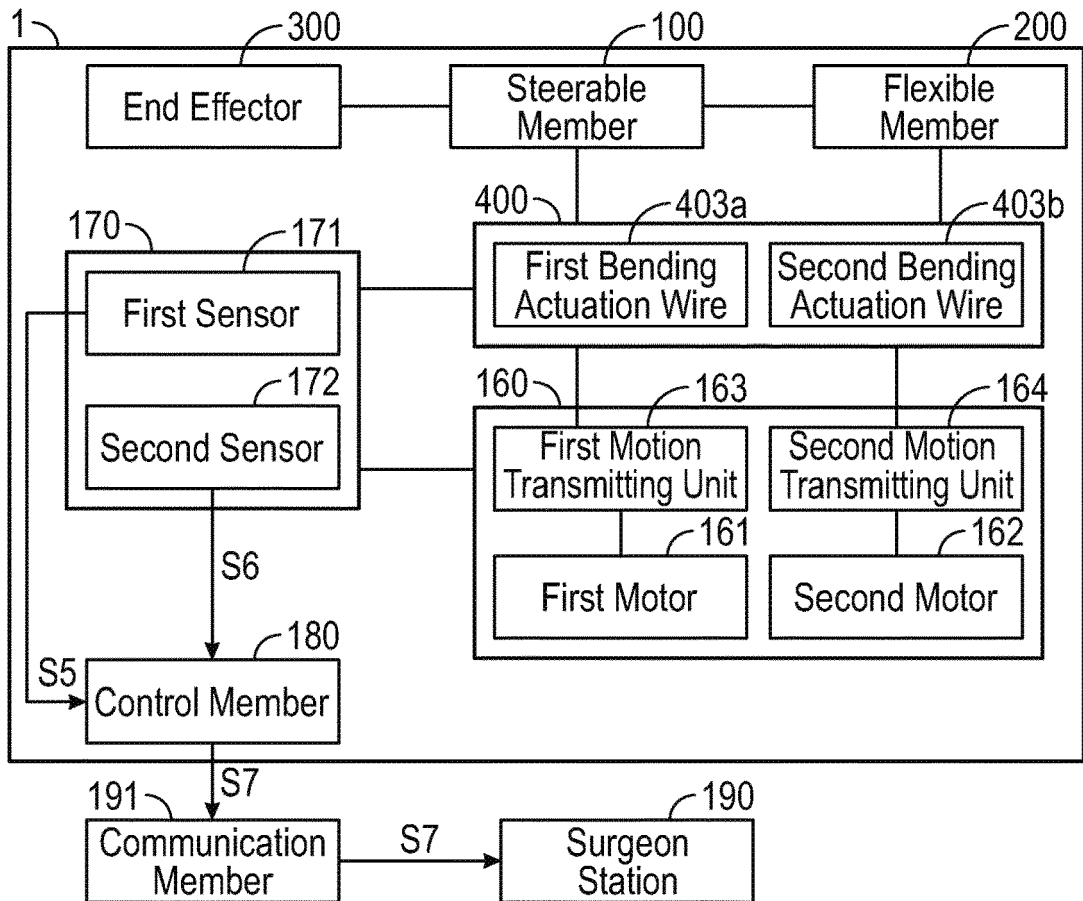 1
300
100
200
End Effector
Steerable
Member
Flexible
Member
400
403a
403b
170
171
First Bending
Actuation Wire
Second Bending
Actuation Wire
First Sensor
172
160
163
164
Second Sensor
First Motion
Transmitting Unit
Second Motion
Transmitting Unit
161
162
S6
First Motor
Second Motor
180
S5
Control Member
S7
191
190
Communication
Member
S7
Surgeon
Station